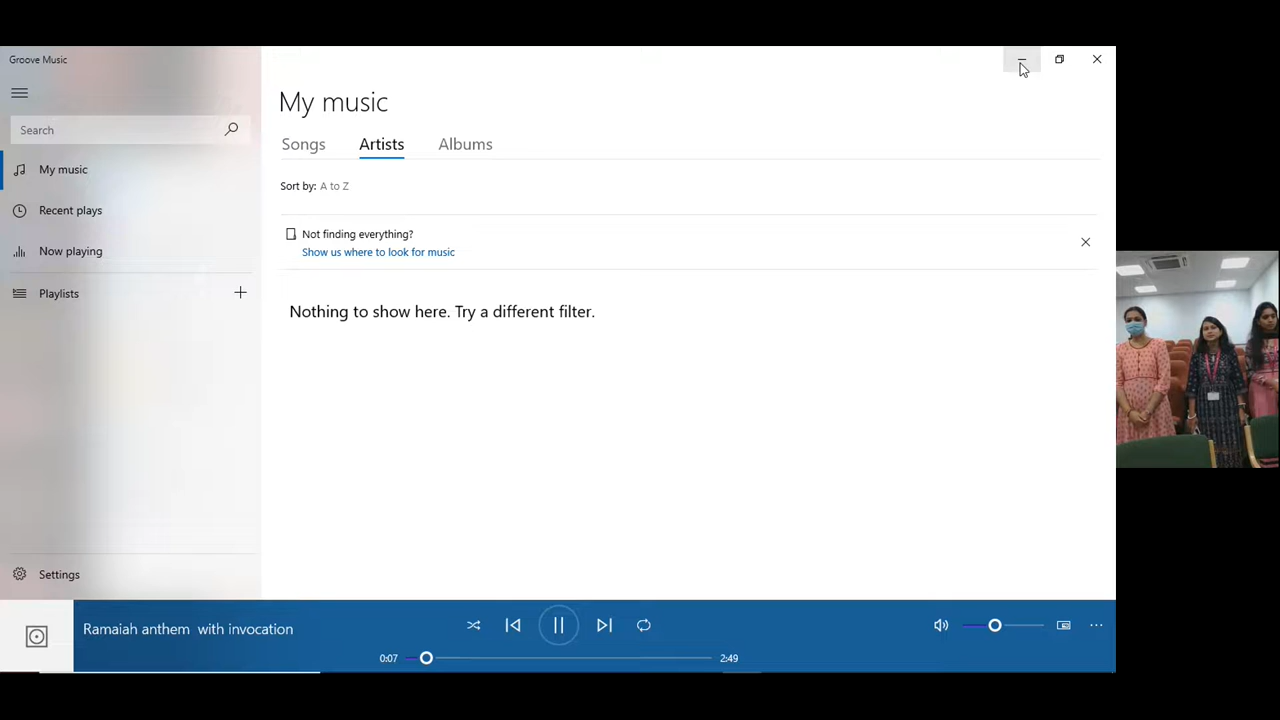 Groove Music
Search
My music
Recent plays
Now playing
Playlists
Settings
My music
Songs Artists Albums
Sort by: A to Z
Not finding everything?
Show us where to look for music
Nothing to show here. Try a different filter.
Ramaiah anthem with invocation
0:07 2:49